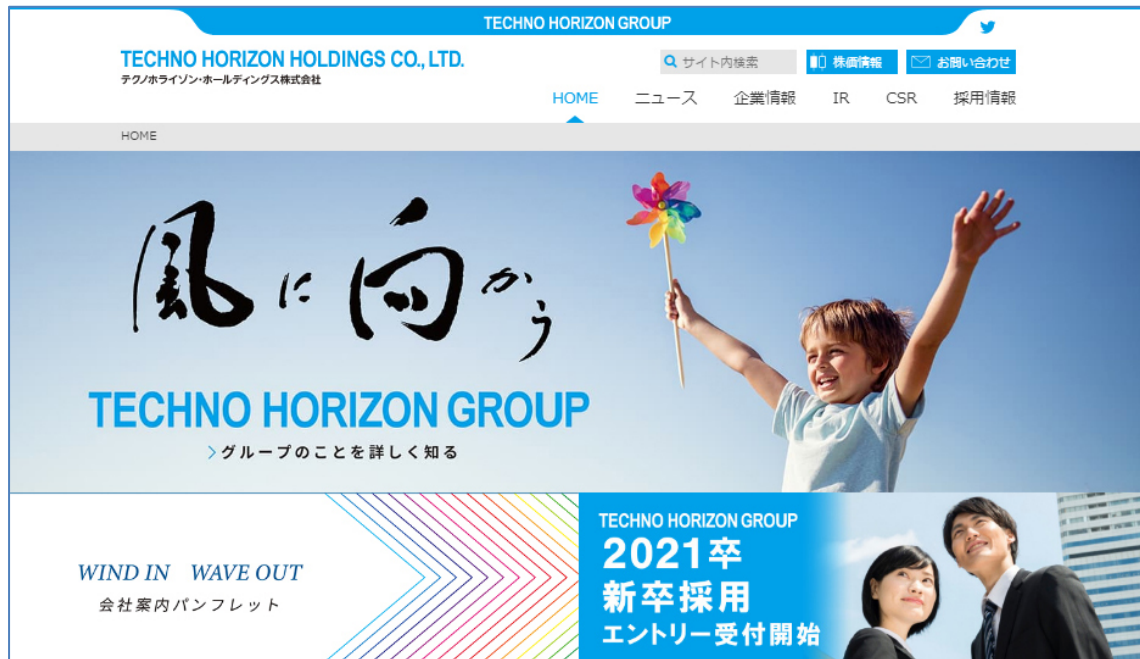 TECHNO HORIZON GROUP
TECHNO HORIZON HOLDINGS CO., LTD.
テクノホライゾン・ホールディングス株式会社
サイト内検索
株価情報
お問い合わせ
HOME ニュース 企業情報 IR CSR 採用情報
HOME
風に向かう
TECHNO HORIZON GROUP
グループのことを詳しく知る
WIND IN WAVE OUT
会社案内パンフレット
TECHNO HORIZON GROUP
2021卒
新卒採用
エントリー受付開始